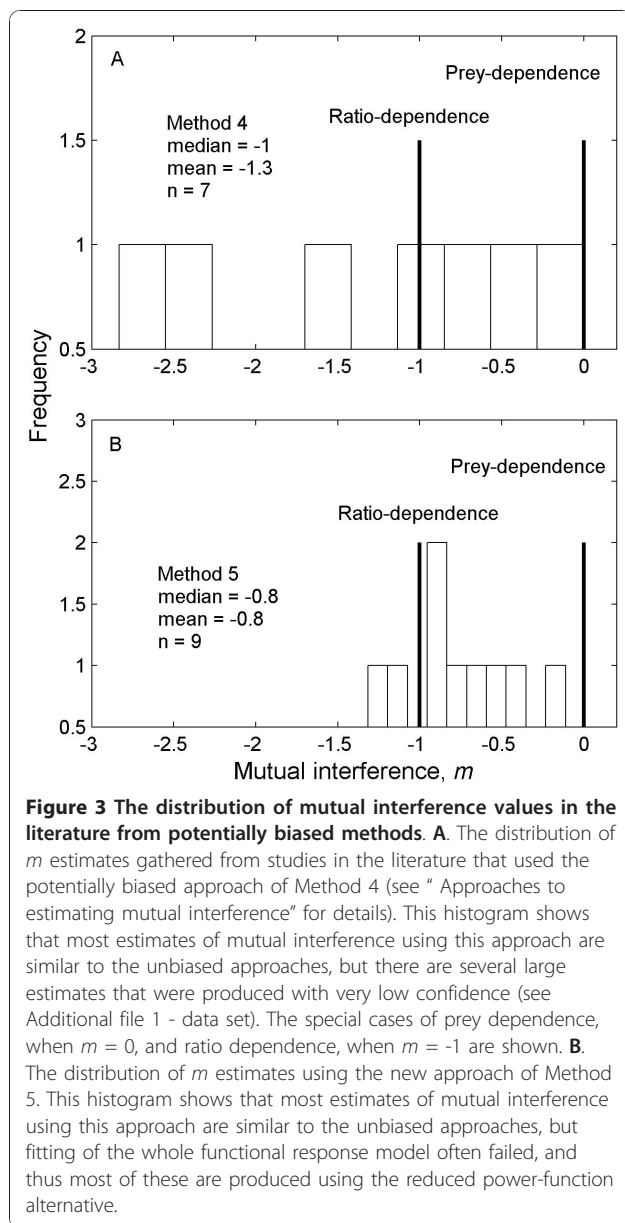 2
A
Prey-dependence
Method 4
Ratio-dependence
median = -1
mean = -1.3
n = 7
1.5
1
0.5
-3 -2.5 -2 -1.5 -1 -0.5 0
Frequency
3
B
Prey-dependence
2.5
Ratio-dependence
2
Method 5
median = -0.8
mean = -0.8
n = 9
1.5
1
0.5
-3 -2.5 -2 -1.5 -1 -0.5 0
Mutual interference, m
Figure 3 The distribution of mutual interference values in the
literature from potentially biased methods. A. The distribution of
m estimates gathered from studies in the literature that used the
potentially biased approach of Method 4 (see " Approaches to
estimating mutual interference" for details). This histogram shows
that most estimates of mutual interference using this approach are
similar to the unbiased approaches, but there are several large
estimates that were produced with very low confidence (see
Additional file 1 - data set). The special cases of prey dependence,
when m = 0, and ratio dependence, when m = -1 are shown. B.
The distribution of m estimates using the new approach of Method
5. This histogram shows that most estimates of mutual interference
using this approach are similar to the unbiased approaches, but
fitting of the whole functional response model often failed, and
thus most of these are produced using the reduced power-function
alternative.